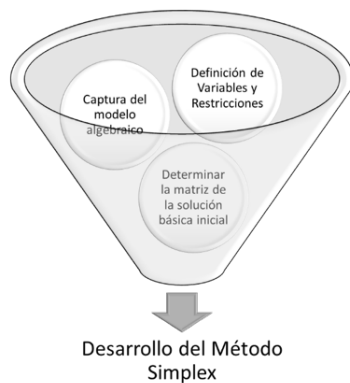 Captura del
modelo
algebraico
Definición de
Variables y
Restricciones
Determinar
la matriz de
la solución
básica inicial
Desarrollo del Método
Simplex